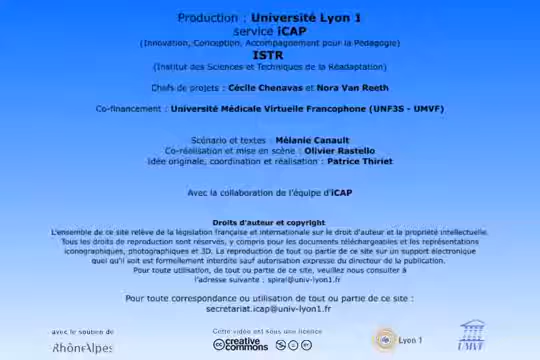 Production : Université Lyon 1
service iCAP
(Innovation, Conception, Accompagnement pour la Pédagogie)
ISTR
(Institut des Sciences et Techniques de la Réadaptation)
Chefs de projets : Cécile Chenavas et Nora Van Reeth
Co-financement : Université Médicale Virtuelle Francophone (UNF3S - UMVF)
Scénario et textes : Mélanie Canault
Co-réalisation et mise en scène : Olivier Rastello
Idée originale, coordination et réalisation : Patrice Thiriet
Avec la collaboration de l'équipe d'iCAP
Droits d'auteur et copyright
L'ensemble de ce site relève de la législation française et internationale sur le droit d'auteur et la propriété intellectuelle.
Tous les droits de reproduction sont réservés, y compris pour les documents téléchargeables et les représentations
iconographiques, photographiques et 3D. La reproduction de tout ou partie de ce site sur un support électronique
quel qu'il soit est formellement interdite sauf autorisation expresse du directeur de la publication.
Pour toute utilisation, de tout ou partie de ce site, veuillez nous consulter à
l'adresse suivante : spiral@univ-lyon1.fr
Pour toute correspondance ou utilisation de tout ou partie de ce site :
secretariat.icap@univ-lyon1.fr
avec le soutien de
RhôneAlpes
Cette vidéo est sous une licence
creative commons
Lyon 1
UMVF